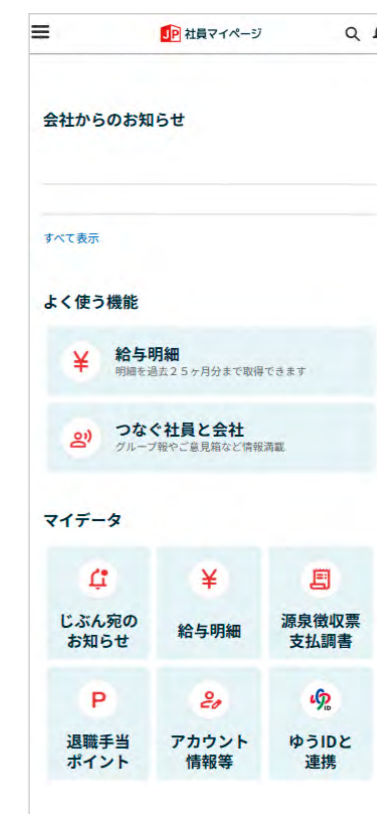 JP 社員マイページ
会社からのお知らせ
すべて表示
よく使う機能
給与明細
明細を過去25ヶ月分まで取得できます
つなぐ社員と会社
グループ報やご意見箱など情報満載
マイデータ
じぶん宛の
お知らせ
給与明細
源泉徴収票
支払調書
P
退職手当
ポイント
アカウント
情報等
ID
ゆうIDと
連携